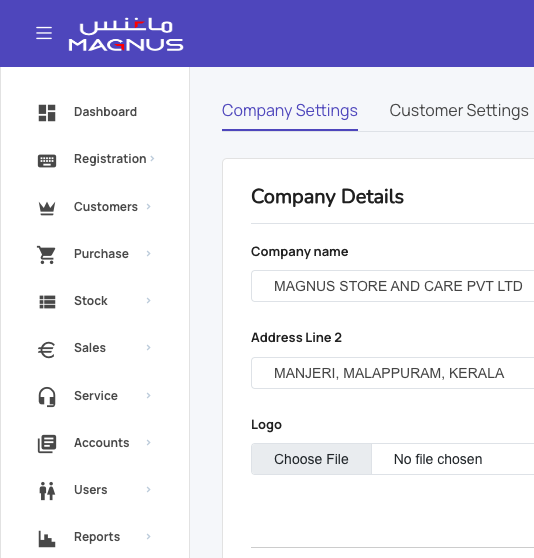 ماغنس
MAGNUS
Dashboard
Registration
Customers
Purchase
Stock
Sales
Service
Accounts
Users
Reports
Company Settings
Customer Settings
Company Details
Company name
MAGNUS STORE AND CARE PVT LTD
Address Line 2
MANJERI, MALAPPURAM, KERALA
Logo
Choose File
No file chosen